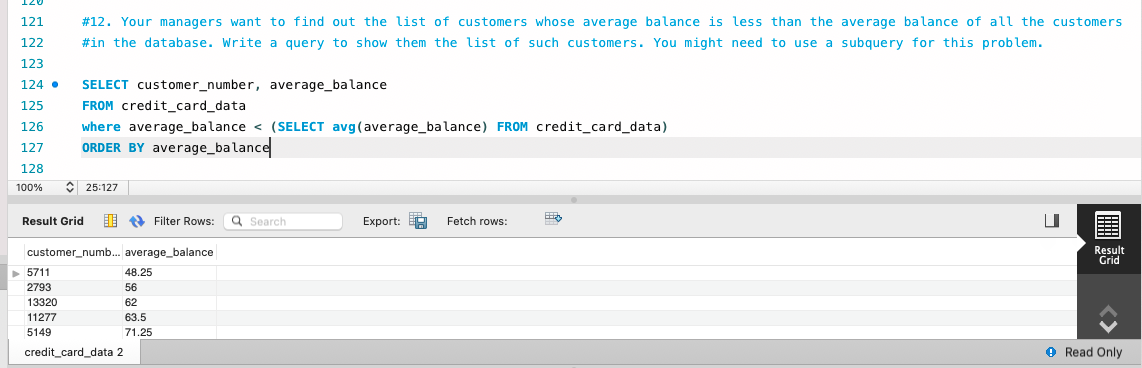 120
121 #12. Your managers want to find out the list of customers whose average balance is less than the average balance of all the customers
122 #in the database. Write a query to show them the list of such customers. You might need to use a subquery for this problem.
123
124 SELECT customer_number, average_balance
125 FROM credit_card_data
126 where average_balance < (SELECT avg(average_balance) FROM credit_card_data)
127 ORDER BY average_balance
128
100% 25:127
Result Grid Filter Rows: Search Export: Fetch rows:
Result Grid
customer_numb... average_balance
5711 48.25
2793 56
13320 62
11277 63.5
5149 71.25
credit_card_data 2 Read Only